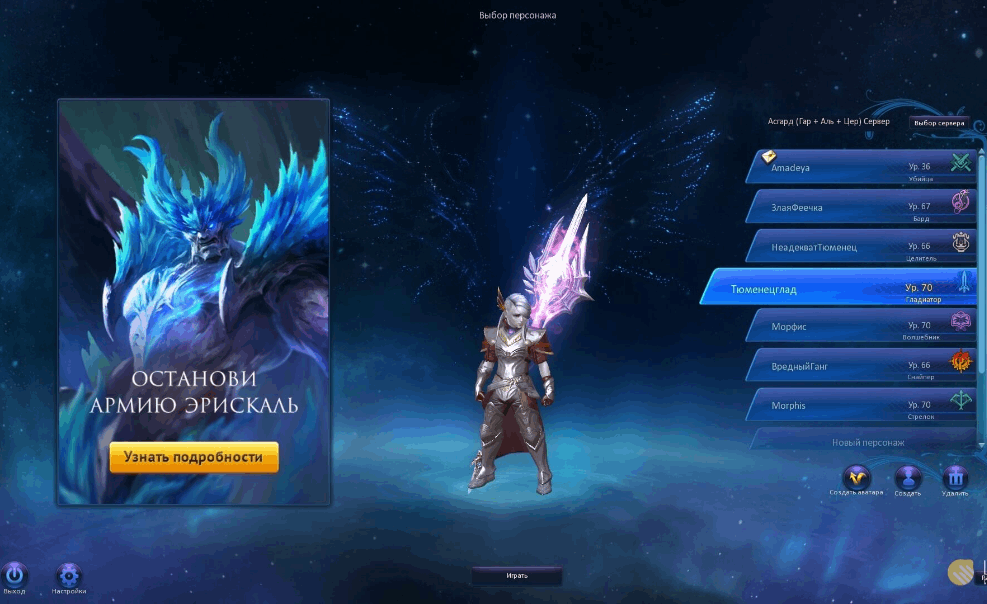 Выбор персонажа
Асгард (Гар + Аль + Цер) Сервер
Выбор сервера
Amadeya
Ур. 36
Убийца
ЗлаяФеечка
Ур. 67
Бард
НеадекватТюменец
Ур. 66
Целитель
Тюменецглад
Ур. 70
Гладиатор
Морфис
Ур. 70
Волшебник
ВредныйГанг
Ур. 66
Снайпер
Morphis
Ур. 70
Стрелок
Новый персонаж
Создать аватара
Создать
Удалить
ОСТАНОВИ
АРМИЮ ЭРИСКАЛЬ
Узнать подробности
Выход
Настройки
Играть